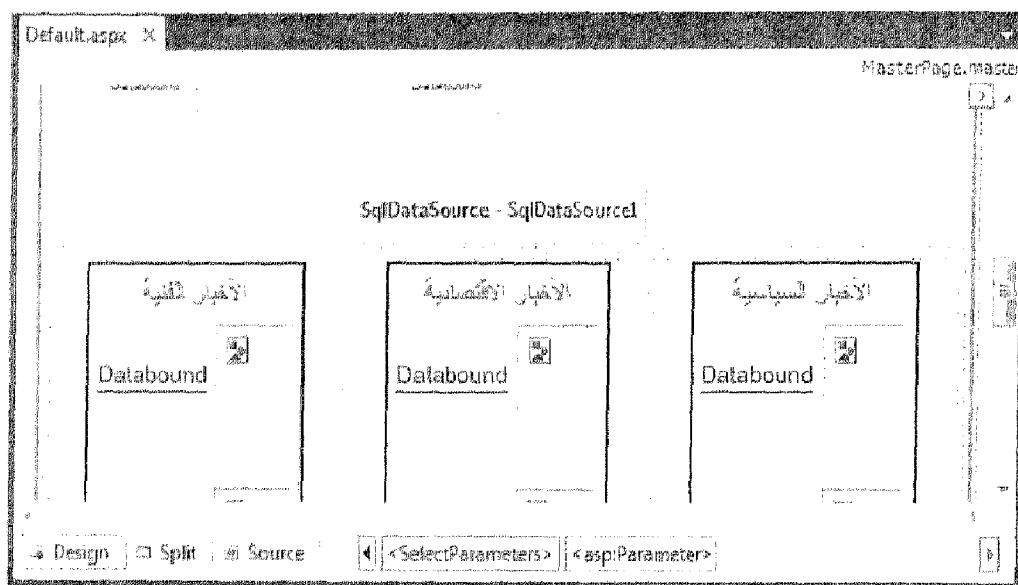 Default.aspx X
MasterPage.master
SqlDataSource - SqlDataSource1
الأخبار السياسية
الأخبار الاقتصادية
الأخبار الفنية
Databound
Databound
Databound
Design Split Source <SelectParameters> <asp:Parameter>